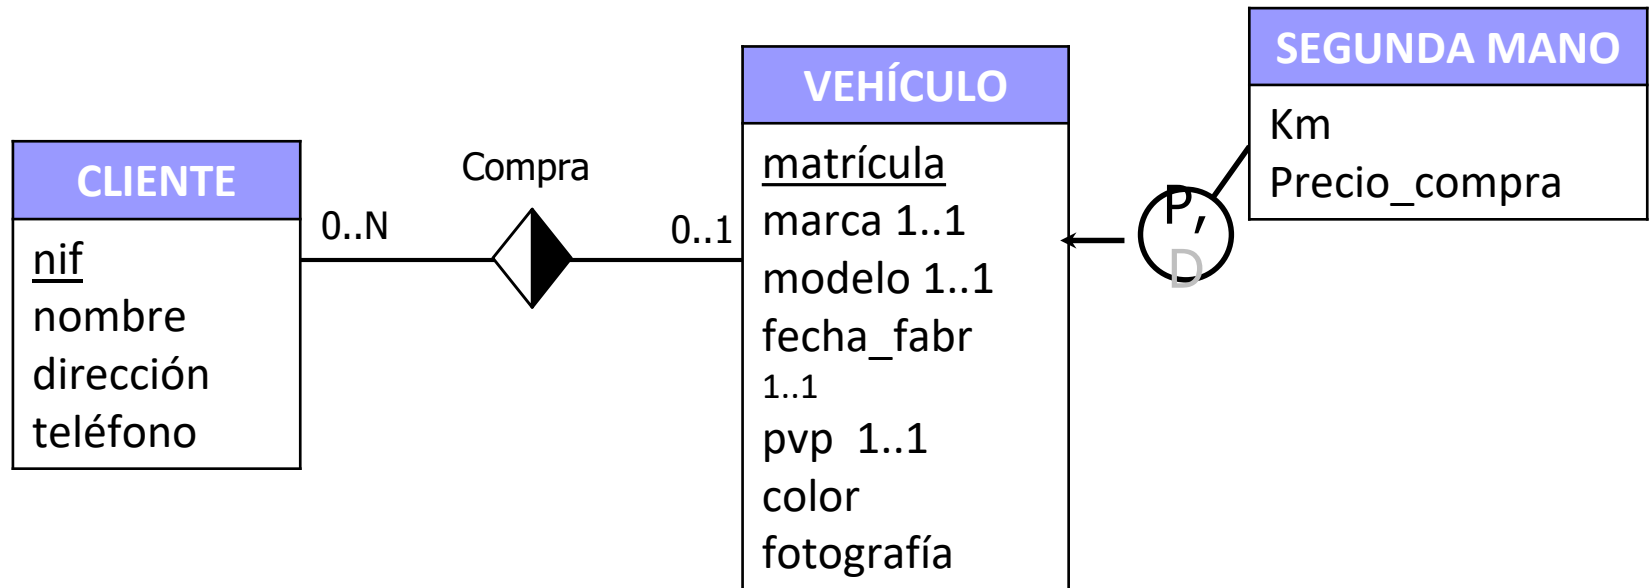 CLIENTE
nif
nombre
dirección
teléfono
Compra
0..N
0..1
VEHÍCULO
matrícula
marca 1..1
modelo 1..1
fecha_fabr
1..1
pvp 1..1
color
fotografía
P,
D
SEGUNDA MANO
Km
Precio_compra